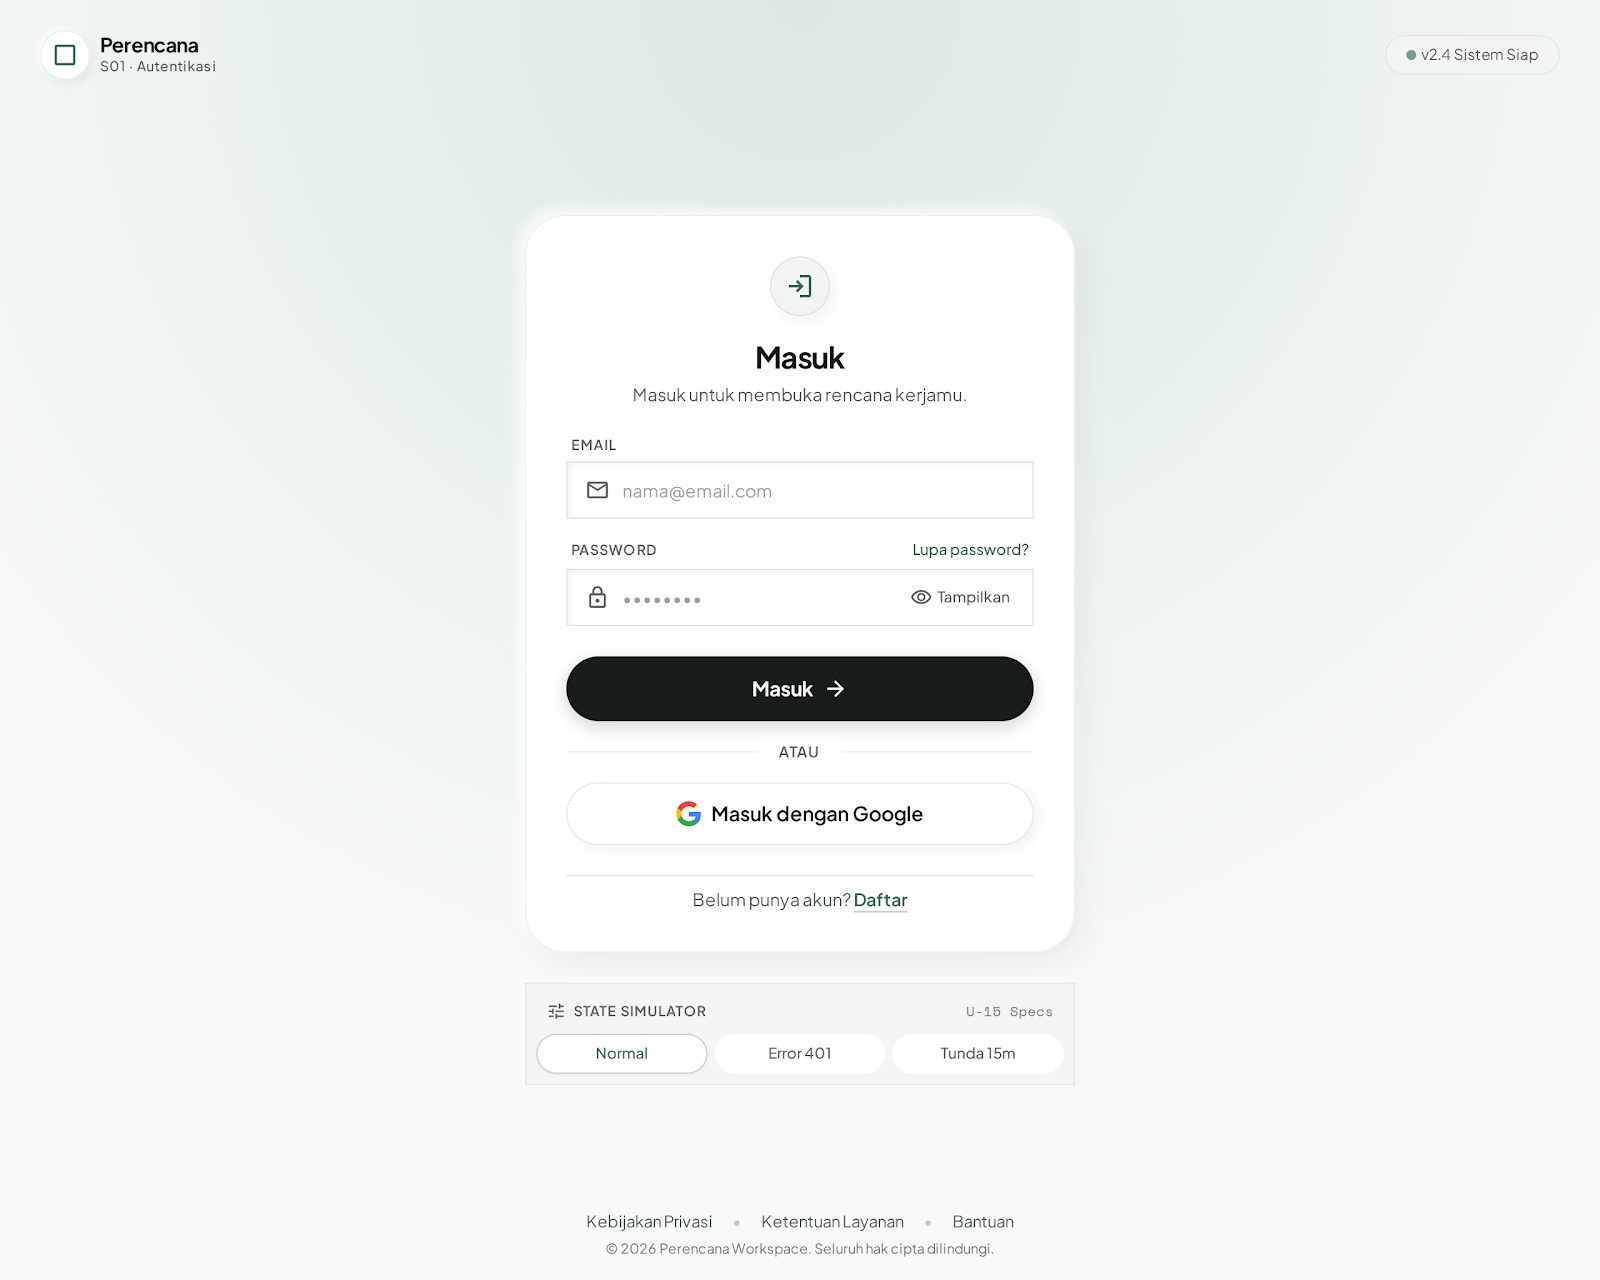 Perencana
S01 · Autentikasi
v2.4 Sistem Siap
Masuk
Masuk untuk membuka rencana kerjamu.
EMAIL
nama@email.com
PASSWORD
Lupa password?
••••••••
Tampilkan
Masuk →
ATAU
Masuk dengan Google
Belum punya akun? Daftar
STATE SIMULATOR
U-15 Specs
Normal
Error 401
Tunda 15m
Kebijakan Privasi • Ketentuan Layanan • Bantuan
© 2026 Perencana Workspace. Seluruh hak cipta dilindungi.